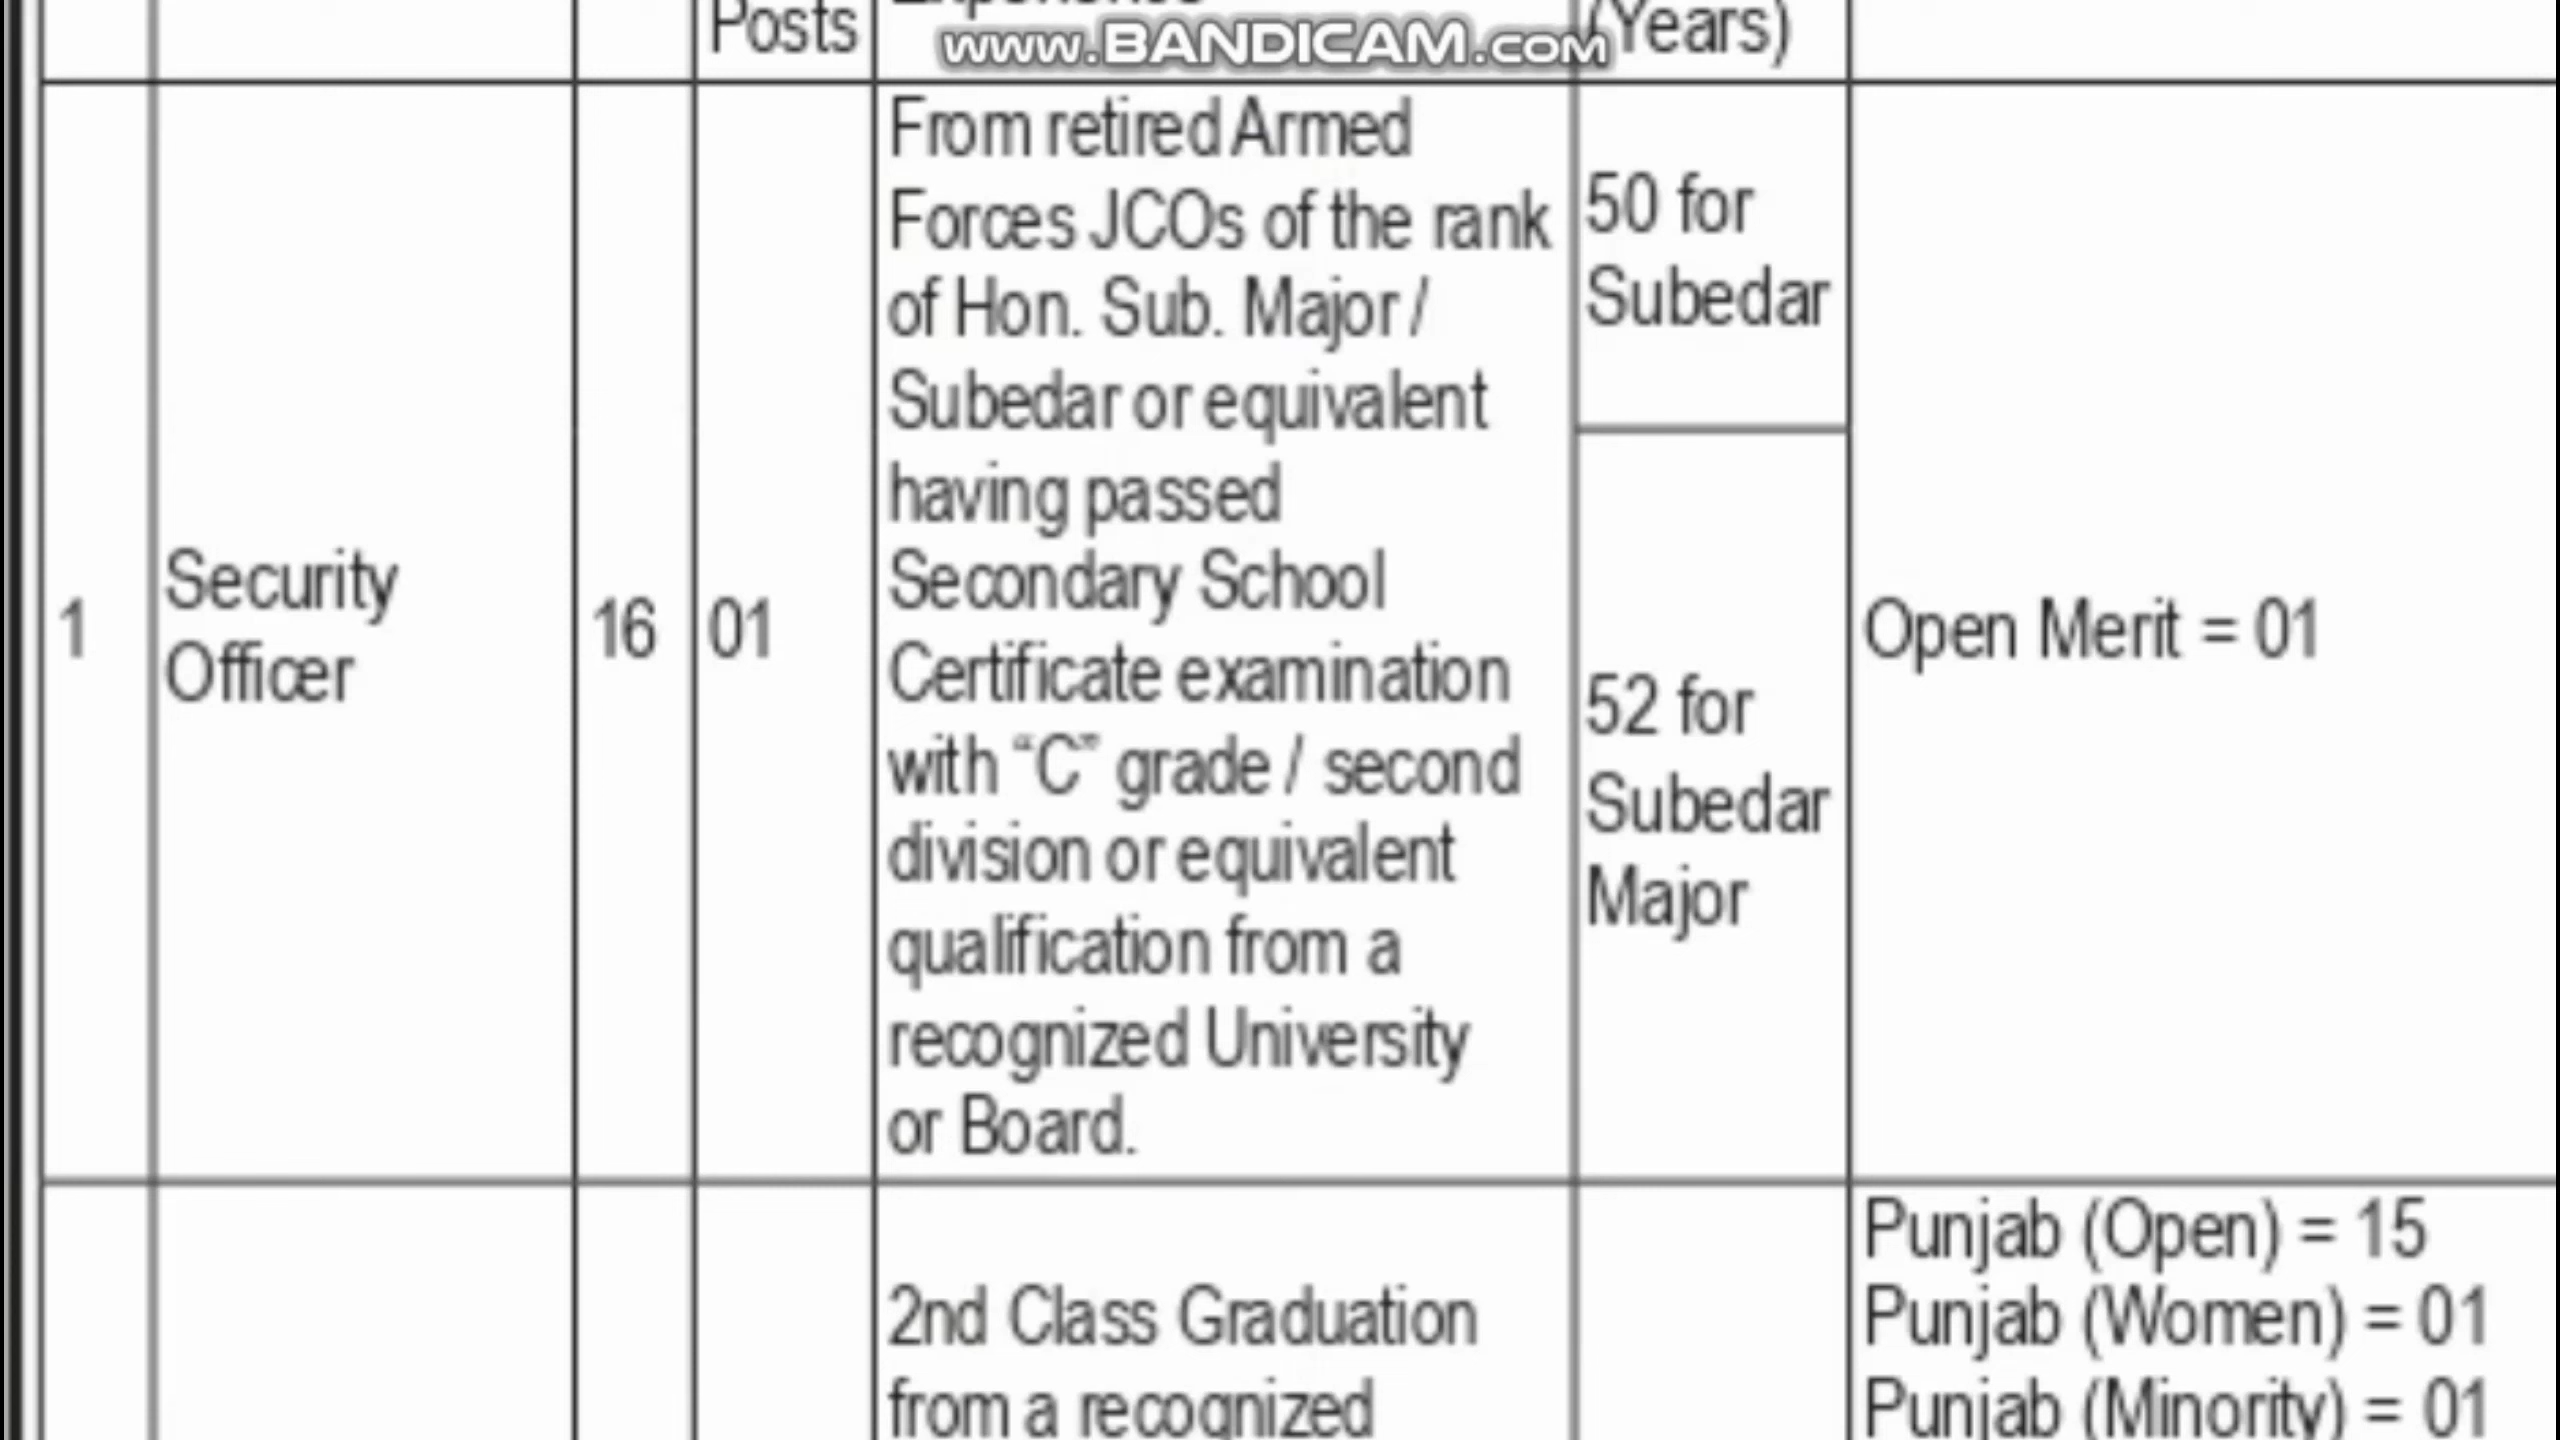 Posts
Experience
(Years)
www.BANDICAM.com
1
Security
Officer
16
01
From retired Armed
Forces JCOs of the rank
of Hon. Sub. Major /
Subedar or equivalent
having passed
Secondary School
Certificate examination
with “C” grade / second
division or equivalent
qualification from a
recognized University
or Board.
50 for
Subedar
52 for
Subedar
Major
Open Merit = 01
2nd Class Graduation
from a recognized
Punjab (Open) = 15
Punjab (Women) = 01
Punjab (Minority) = 01